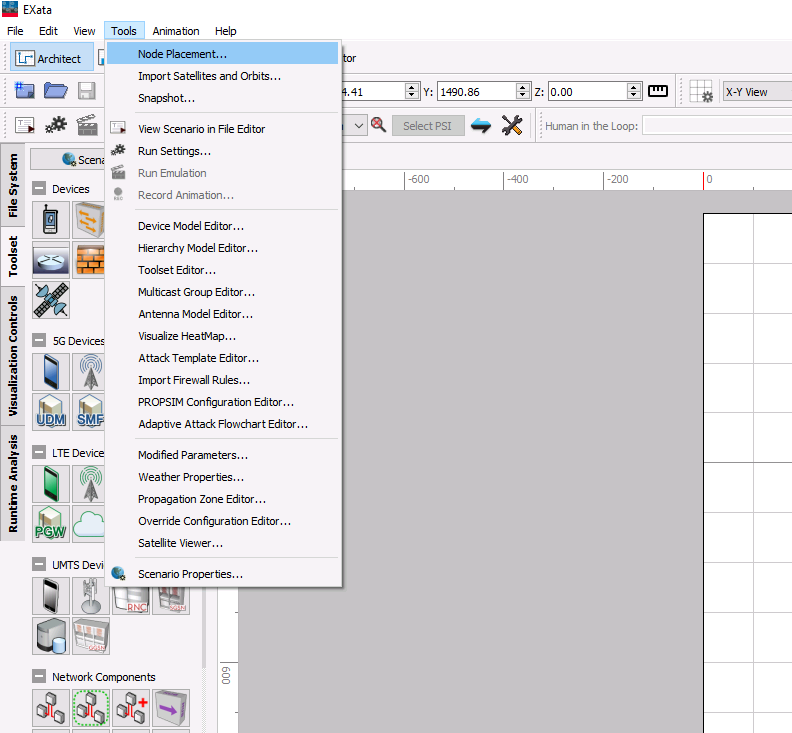 EXata
File Edit View Tools Animation Help
Architect
Node Placement...
Import Satellites and Orbits...
Snapshot...
View Scenario in File Editor
Run Settings...
Run Emulation
Record Animation...
Device Model Editor...
Hierarchy Model Editor...
Toolset Editor...
Multicast Group Editor...
Antenna Model Editor...
Visualize HeatMap...
Attack Template Editor...
Import Firewall Rules...
PROPSIM Configuration Editor...
Adaptive Attack Flowchart Editor...
Modified Parameters...
Weather Properties...
Propagation Zone Editor...
Override Configuration Editor...
Satellite Viewer...
Scenario Properties...
tor
4.41 Y: 1490.86 Z: 0.00 X-Y View
Select PSI Human in the Loop:
-600 -400 -200 0
600
File System
Toolset
Visualization Controls
Runtime Analysis
Scena
Devices
5G Devices
UDM SMF
LTE Device
PGW
UMTS Devi
RNC
GGSN
Network Components